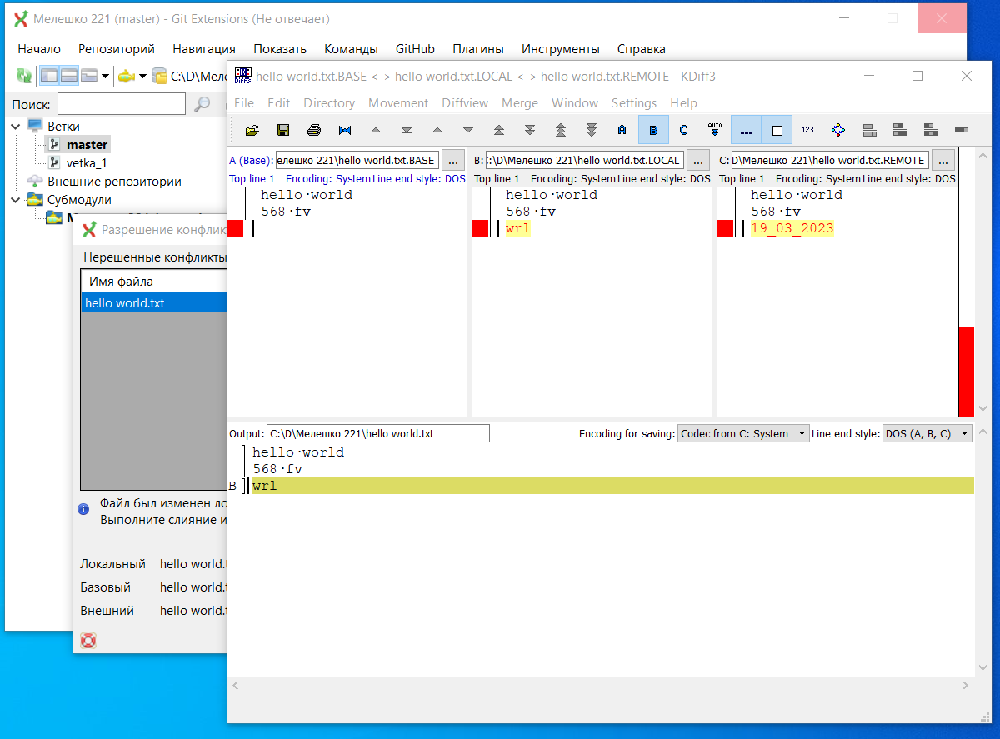 Мелешко 221 (master) - Git Extensions (Не отвечает)
Начало Репозиторий Навигация Показать Команды GitHub Плагины Инструменты Справка
C:\D\Меле
Поиск:
Ветки
master
vetka_1
Внешние репозитории
Субмодули
Разрешение конфлик
Нерешенные конфликты
Имя файла
hello world.txt
Файл был изменен ло
Выполните слияние и
Локальный hello world.t
Базовый hello world.t
Внешний hello world.t
hello world.txt.BASE <-> hello world.txt.LOCAL <-> hello world.txt.REMOTE - KDiff3
File Edit Directory Movement Diffview Merge Window Settings Help
A B C AUTO 123
A (Base): елешко 221\hello world.txt.BASE ... B: :\D\Мелешко 221\hello world.txt.LOCAL ... C: D\Мелешко 221\hello world.txt.REMOTE ...
Top line 1 Encoding: System Line end style: DOS Top line 1 Encoding: System Line end style: DOS Top line 1 Encoding: System Line end style: DOS
hello·world hello·world hello·world
568·fv 568·fv 568·fv
wrl 19_03_2023
Output: C:\D\Мелешко 221\hello world.txt Encoding for saving: Codec from C: System Line end style: DOS (A, B, C)
hello·world
568·fv
B wrl